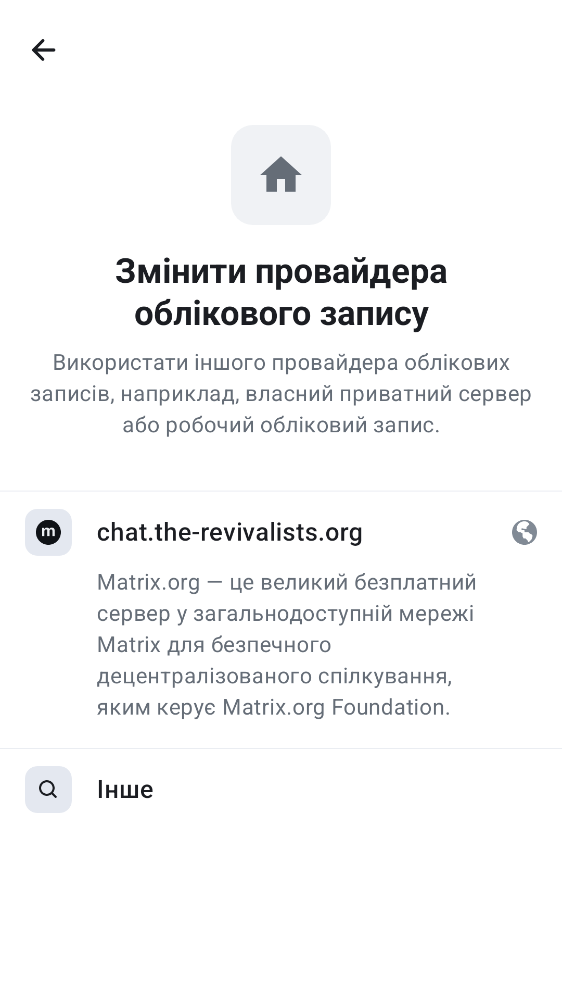 Змінити провайдера
облікового запису
Використати іншого провайдера облікових
записів, наприклад, власний приватний сервер
або робочий обліковий запис.
m
chat.the-revivalists.org
Matrix.org — це великий безплатний
сервер у загальнодоступній мережі
Matrix для безпечного
децентралізованого спілкування,
яким керує Matrix.org Foundation.
Інше